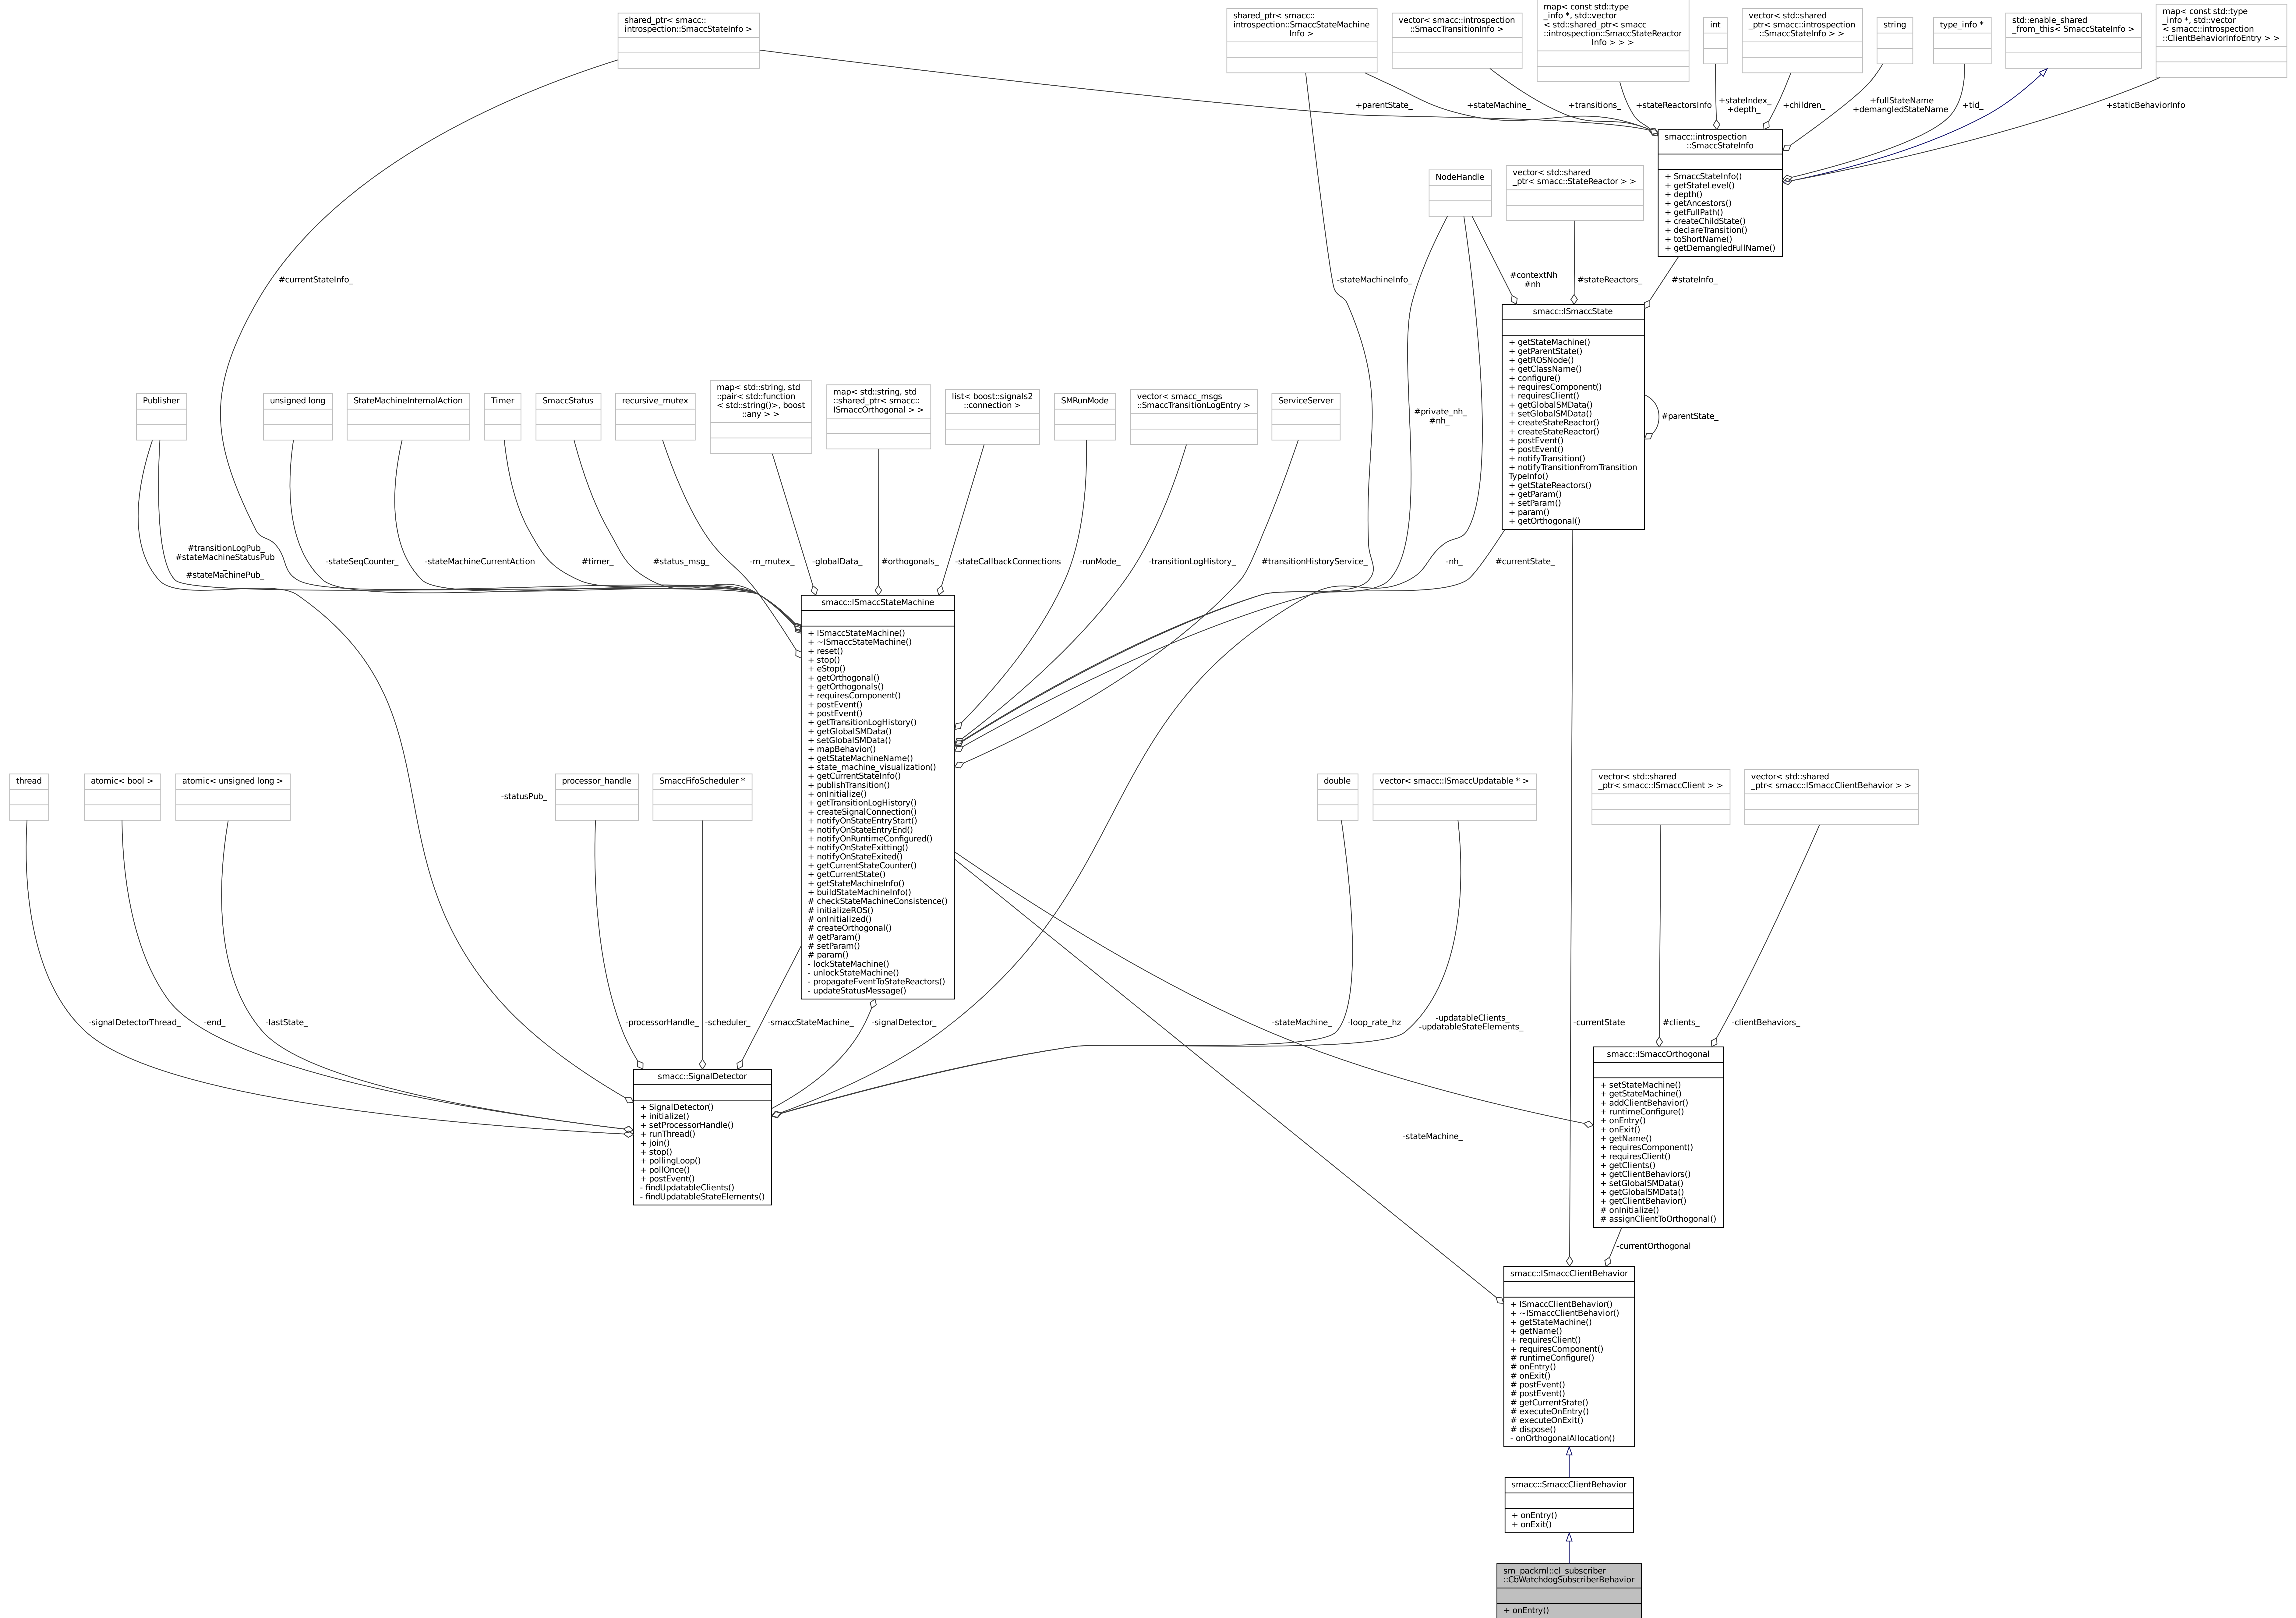 shared_ptr< smacc::
introspection::SmaccStateInfo >
shared_ptr< smacc::
introspection::SmaccStateMachine
Info >
vector< smacc::introspection
::SmaccTransitionInfo >
map< const std::type
_info *, std::vector
< std::shared_ptr< smacc
::introspection::SmaccStateReactor
Info > > >
int
vector< std::shared
_ptr< smacc::introspection
::SmaccStateInfo > >
string
type_info *
std::enable_shared
_from_this< SmaccStateInfo >
map< const std::type
_info *, std::vector
< smacc::introspection
::ClientBehaviorInfoEntry > >
+parentState_
+stateMachine_
+transitions_
+stateReactorsInfo
+stateIndex_
+depth_
+children_
+fullStateName
+demangledStateName
+tid_
+staticBehaviorInfo
smacc::introspection
::SmaccStateInfo
+ SmaccStateInfo()
+ getStateLevel()
+ depth()
+ getAncestors()
+ getFullPath()
+ createChildState()
+ declareTransition()
+ toShortName()
+ getDemangledFullName()
NodeHandle
vector< std::shared
_ptr< smacc::StateReactor > >
#currentStateInfo_
-stateMachineInfo_
#contextNh
#nh
#stateReactors_
#stateInfo_
smacc::ISmaccState
+ getStateMachine()
+ getParentState()
+ getROSNode()
+ getClassName()
+ configure()
+ requiresComponent()
+ requiresClient()
+ getGlobalSMData()
+ setGlobalSMData()
+ createStateReactor()
+ createStateReactor()
+ postEvent()
+ postEvent()
+ notifyTransition()
+ notifyTransitionFromTransition
TypeInfo()
+ getStateReactors()
+ getParam()
+ setParam()
+ param()
+ getOrthogonal()
#parentState_
Publisher
unsigned long
StateMachineInternalAction
Timer
SmaccStatus
recursive_mutex
map< std::string, std
::pair< std::function
< std::string()>, boost
::any > >
map< std::string, std
::shared_ptr< smacc::
ISmaccOrthogonal > >
list< boost::signals2
::connection >
SMRunMode
vector< smacc_msgs
::SmaccTransitionLogEntry >
ServiceServer
#private_nh_
#nh_
#transitionLogPub_
#stateMachineStatusPub
_
#stateMachinePub_
-stateSeqCounter_
-stateMachineCurrentAction
#timer_
#status_msg_
-m_mutex_
-globalData_
#orthogonals_
-stateCallbackConnections
-runMode_
-transitionLogHistory_
#transitionHistoryService_
-nh_
#currentState_
smacc::ISmaccStateMachine
+ ISmaccStateMachine()
+ ~ISmaccStateMachine()
+ reset()
+ stop()
+ eStop()
+ getOrthogonal()
+ getOrthogonals()
+ requiresComponent()
+ postEvent()
+ postEvent()
+ getTransitionLogHistory()
+ getGlobalSMData()
+ setGlobalSMData()
+ mapBehavior()
+ getStateMachineName()
+ state_machine_visualization()
+ getCurrentStateInfo()
+ publishTransition()
+ onInitialize()
+ getTransitionLogHistory()
+ createSignalConnection()
+ notifyOnStateEntryStart()
+ notifyOnStateEntryEnd()
+ notifyOnRuntimeConfigured()
+ notifyOnStateExitting()
+ notifyOnStateExited()
+ getCurrentStateCounter()
+ getCurrentState()
+ getStateMachineInfo()
+ buildStateMachineInfo()
# checkStateMachineConsistence()
# initializeROS()
# onInitialized()
# createOrthogonal()
# getParam()
# setParam()
# param()
- lockStateMachine()
- unlockStateMachine()
- propagateEventToStateReactors()
- updateStatusMessage()
thread
atomic< bool >
atomic< unsigned long >
-statusPub_
processor_handle
SmaccFifoScheduler *
double
vector< smacc::ISmaccUpdatable * >
vector< std::shared
_ptr< smacc::ISmaccClient > >
vector< std::shared
_ptr< smacc::ISmaccClientBehavior > >
-signalDetectorThread_
-end_
-lastState_
-processorHandle_
-scheduler_
-smaccStateMachine_
-signalDetector_
-stateMachine_
-loop_rate_hz
-updatableClients_
-updatableStateElements_
-currentState
#clients_
-clientBehaviors_
smacc::SignalDetector
+ SignalDetector()
+ initialize()
+ setProcessorHandle()
+ runThread()
+ join()
+ stop()
+ pollingLoop()
+ pollOnce()
+ postEvent()
- findUpdatableClients()
- findUpdatableStateElements()
-stateMachine_
smacc::ISmaccOrthogonal
+ setStateMachine()
+ getStateMachine()
+ addClientBehavior()
+ runtimeConfigure()
+ onEntry()
+ onExit()
+ getName()
+ requiresComponent()
+ requiresClient()
+ getClients()
+ getClientBehaviors()
+ setGlobalSMData()
+ getGlobalSMData()
+ getClientBehavior()
# onInitialize()
# assignClientToOrthogonal()
-currentOrthogonal
smacc::ISmaccClientBehavior
+ ISmaccClientBehavior()
+ ~ISmaccClientBehavior()
+ getStateMachine()
+ getName()
+ requiresClient()
+ requiresComponent()
# runtimeConfigure()
# onEntry()
# onExit()
# postEvent()
# postEvent()
# getCurrentState()
# executeOnEntry()
# executeOnExit()
# dispose()
- onOrthogonalAllocation()
smacc::SmaccClientBehavior
+ onEntry()
+ onExit()
sm_packml::cl_subscriber
::CbWatchdogSubscriberBehavior
+ onEntry()